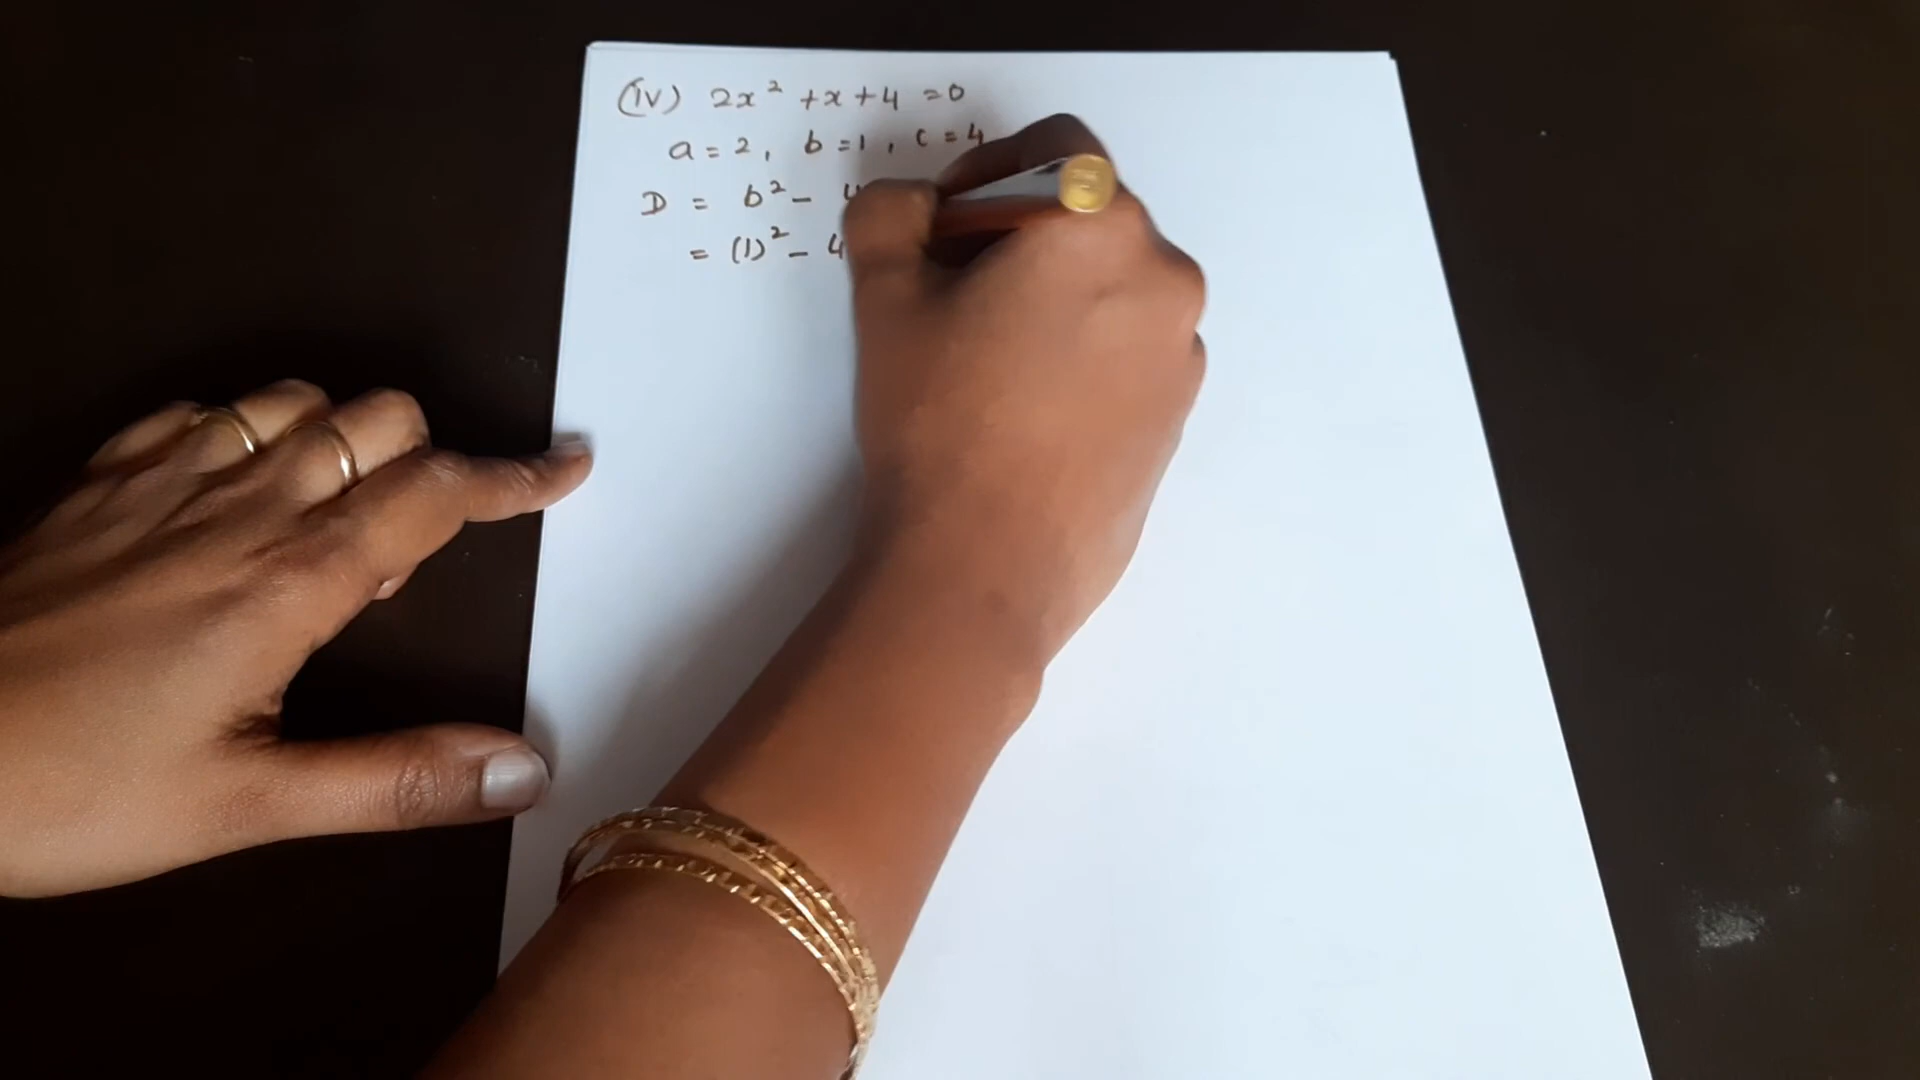 (iv) 2x² + x + 4 = 0
a = 2, b = 1, c = 4
D = b² - 4
= (1)² - 4